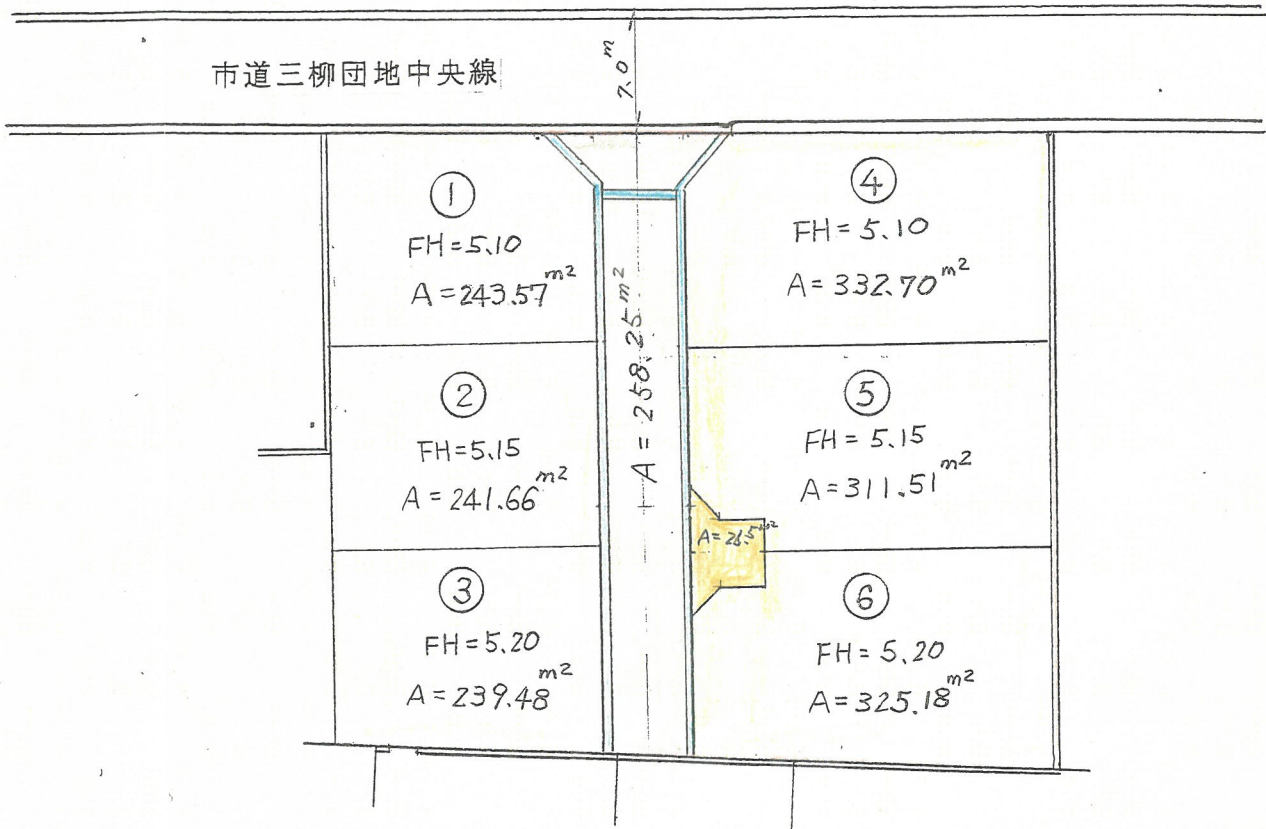 市道三柳団地中央線
7.0m
①
FH=5.10
A=243.57m2
②
FH=5.15
A=241.66m2
③
FH=5.20
A=239.48m2
A=258.25m2
④
FH=5.10
A=332.70m2
⑤
FH=5.15
A=311.51m2
⑥
FH=5.20
A=325.18m2